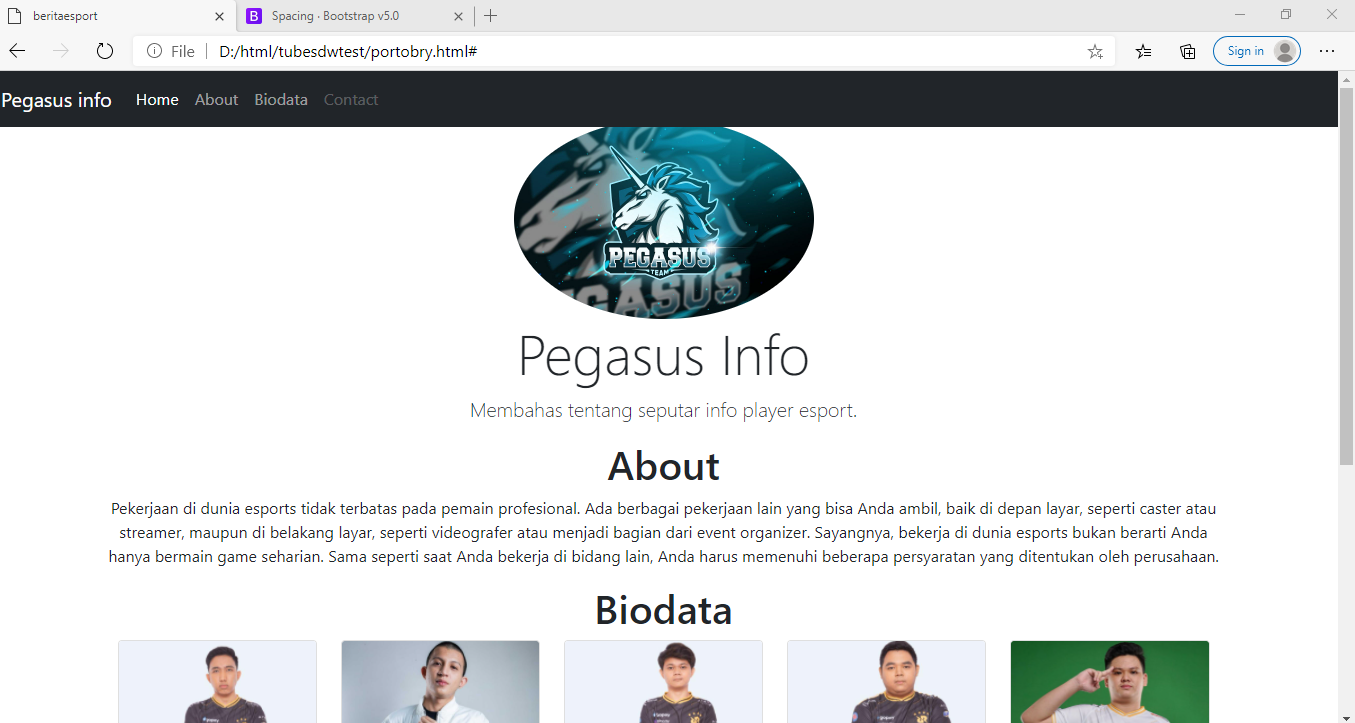 beritaesport
Spacing · Bootstrap v5.0
File
D:/html/tubesdwtest/portobry.html#
Sign in
Pegasus info Home About Biodata Contact
PEGASUS
TEAM
GASUS
Pegasus Info
Membahas tentang seputar info player esport.
About
Pekerjaan di dunia esports tidak terbatas pada pemain profesional. Ada berbagai pekerjaan lain yang bisa Anda ambil, baik di depan layar, seperti caster atau
streamer, maupun di belakang layar, seperti videografer atau menjadi bagian dari event organizer. Sayangnya, bekerja di dunia esports bukan berarti Anda
hanya bermain game seharian. Sama seperti saat Anda bekerja di bidang lain, Anda harus memenuhi beberapa persyaratan yang ditentukan oleh perusahaan.
Biodata